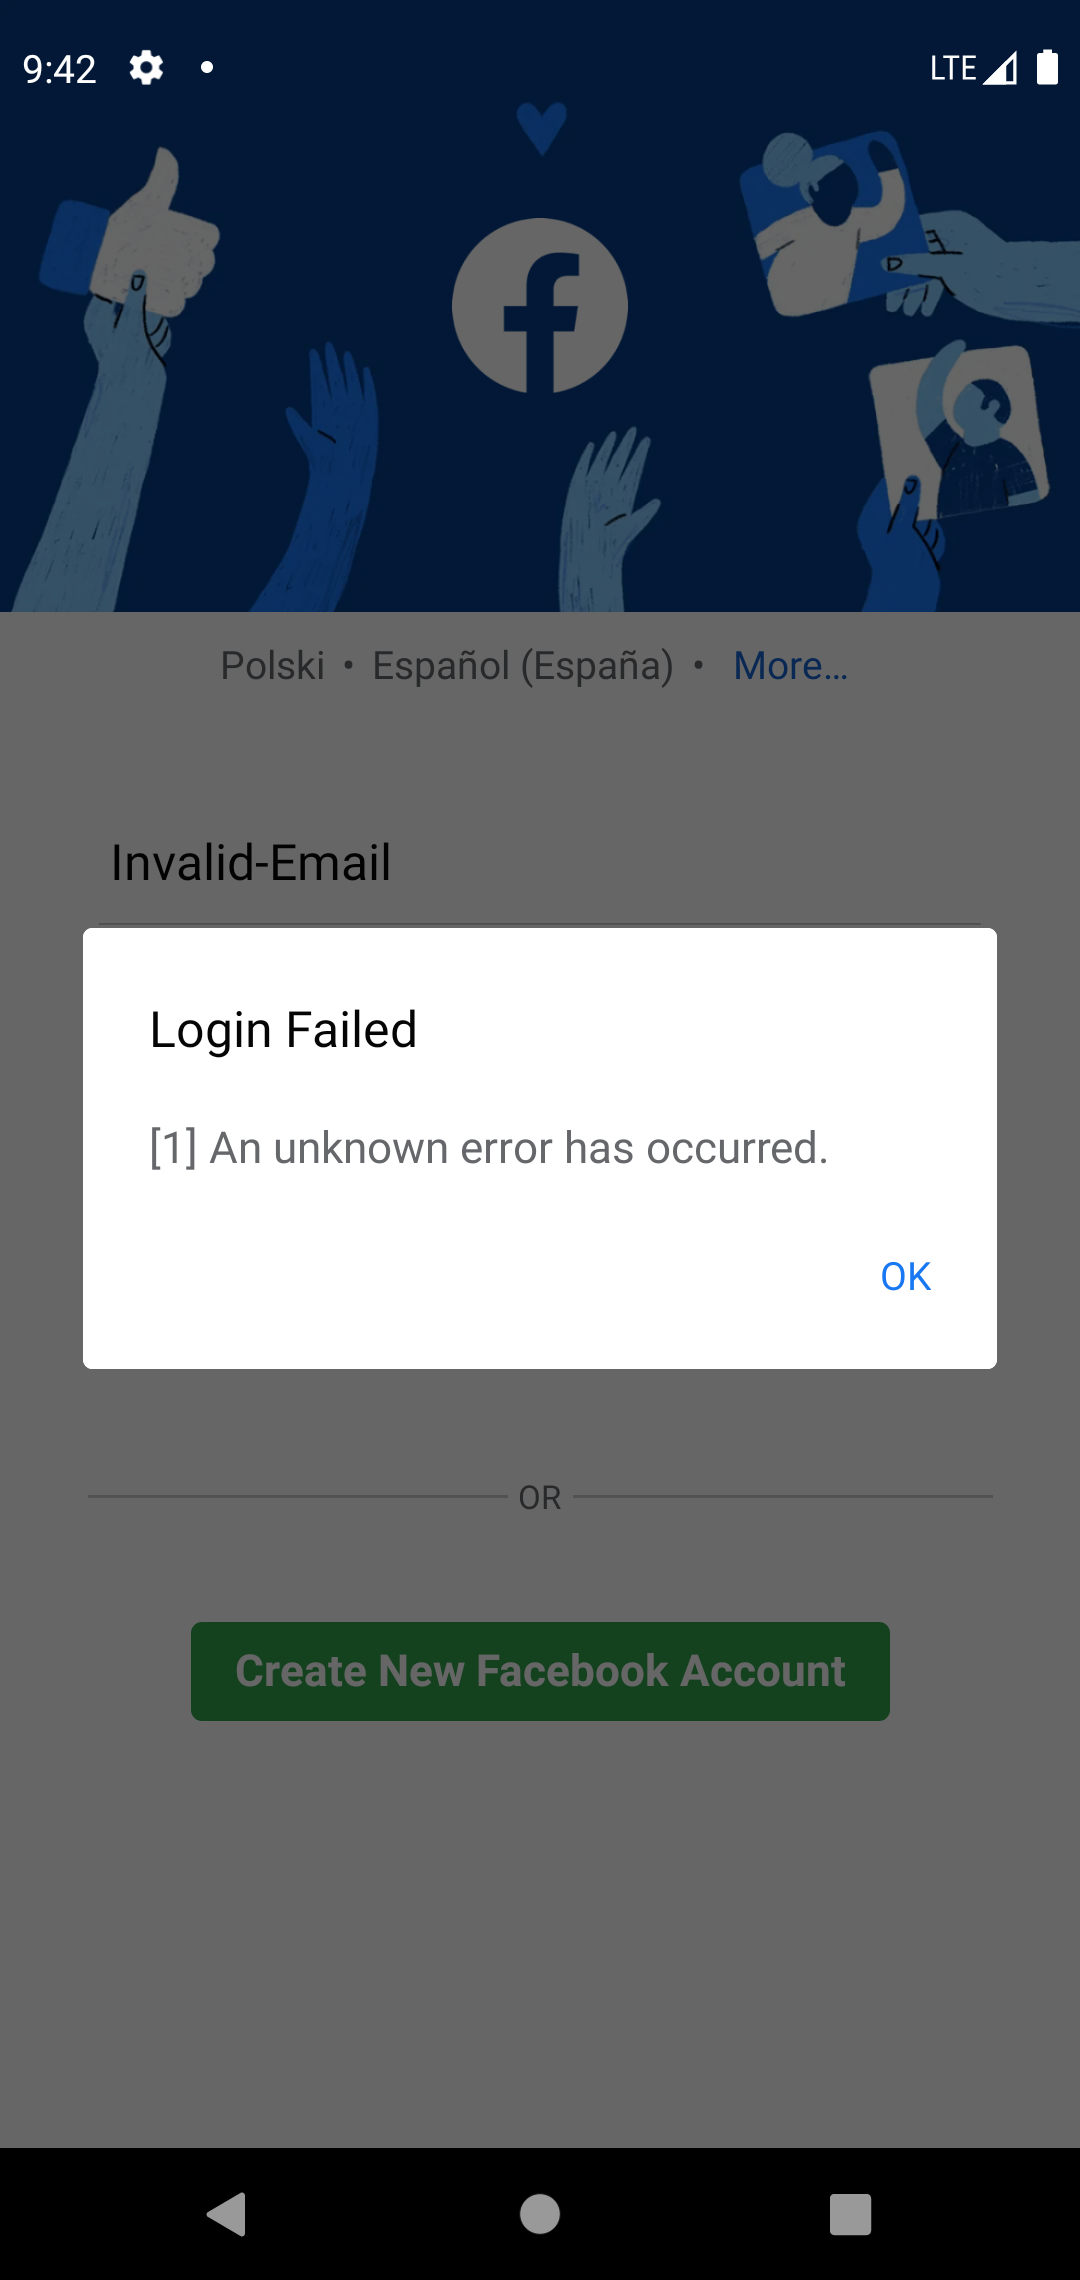 9:42 LTE
Polski • Español (España) • More...
Invalid-Email
Login Failed
[1] An unknown error has occurred.
OK
OR
Create New Facebook Account